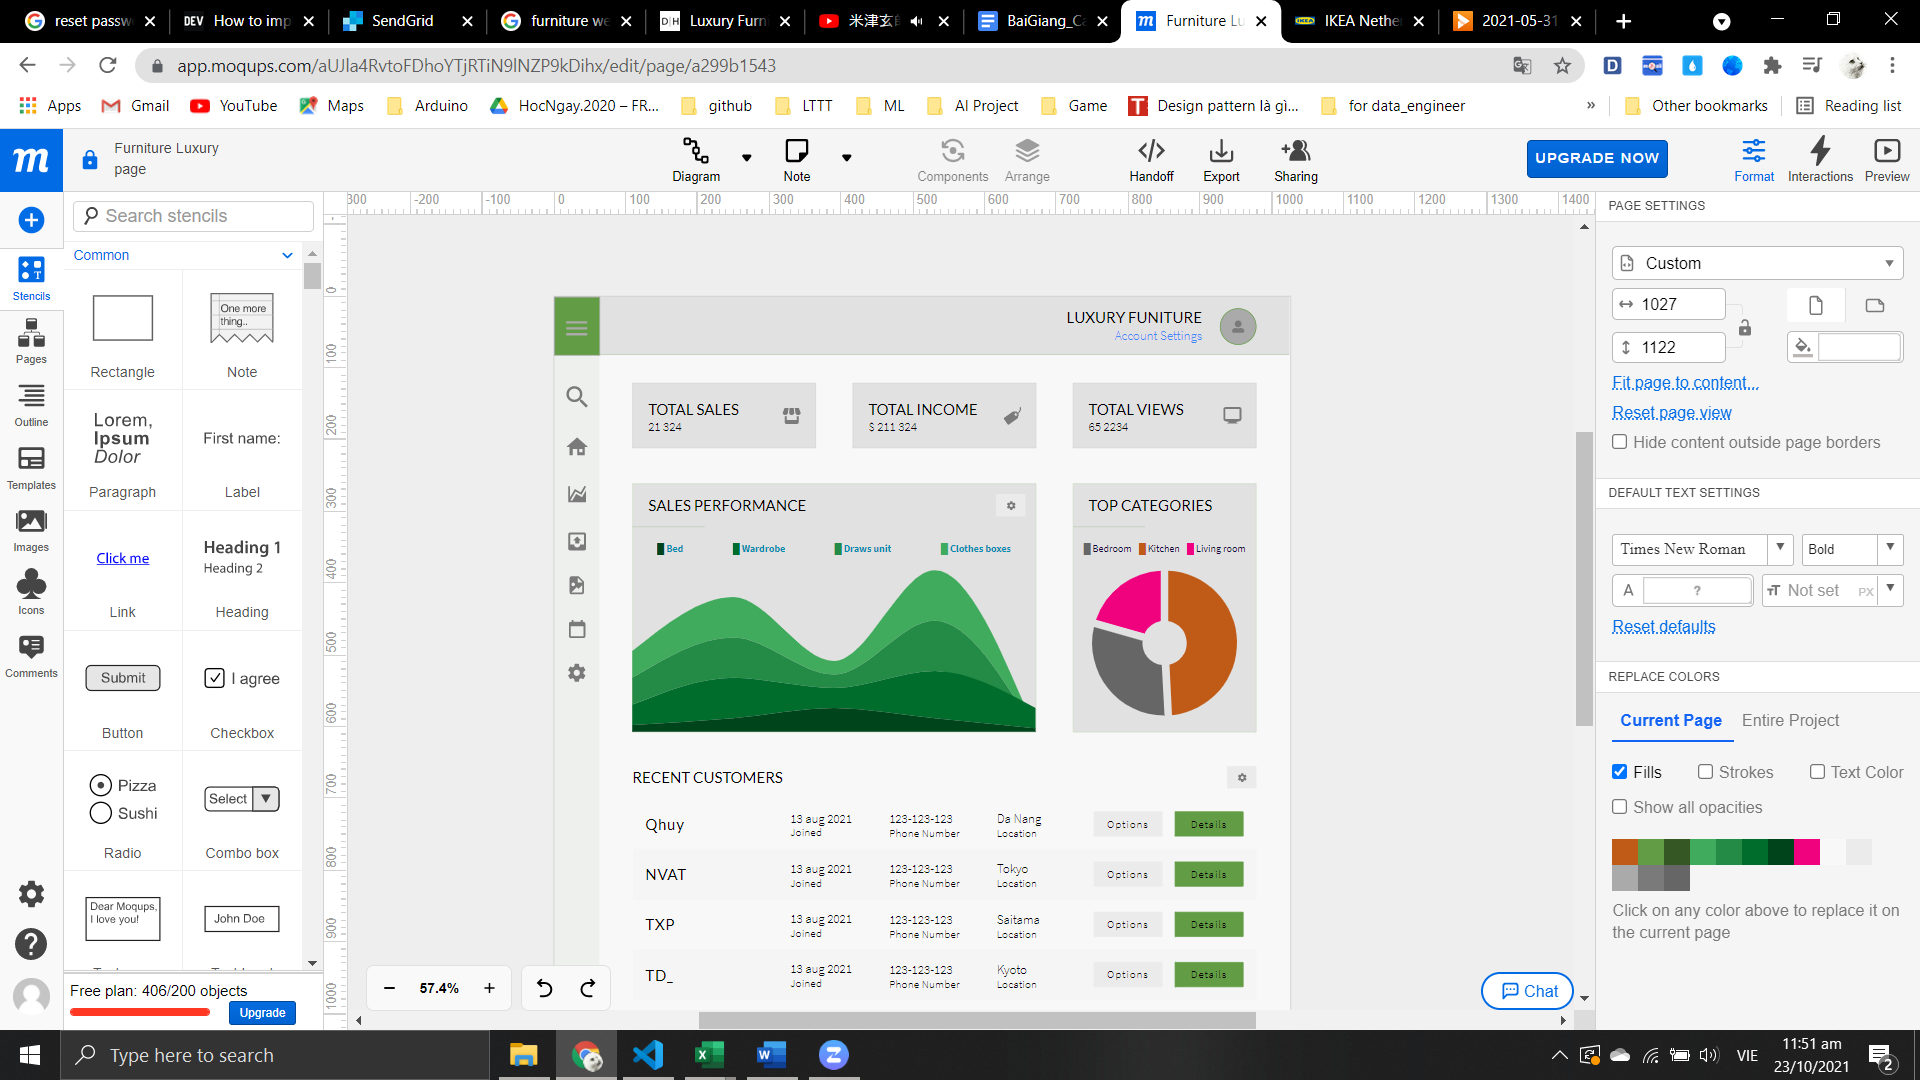 reset passw
How to imp
SendGrid
furniture we
Luxury Furn
BaiGiang_Ca
Furniture Lu
IKEA Nether
2021-05-31
app.moqups.com/aUJla4RvtoFDhoYTjRTiN9lNZP9kDihx/edit/page/a299b1543
Apps
Gmail
YouTube
Maps
Arduino
HocNgay.2020 – FR...
github
LTTT
ML
AI Project
Game
Design pattern là gì...
for data_engineer
»
Other bookmarks
Reading list
Furniture Luxury
page
Diagram
Note
Components
Arrange
Handoff
Export
Sharing
UPGRADE NOW
Format
Interactions
Preview
Search stencils
Common
Stencils
Pages
Outline
Templates
Images
Icons
Comments
One more
thing..
Rectangle
Note
Lorem,
Ipsum
Dolor
First name:
Paragraph
Label
Click me
Heading 1
Heading 2
Link
Heading
Submit
I agree
Button
Checkbox
Pizza
Sushi
Select
Radio
Combo box
Dear Moqups,
I love you!
John Doe
Free plan: 406/200 objects
Upgrade
300 -200 -100 0 100 200 300 400 500 600 700 800 900 1000 1100 1200 1300 1400
0
100
200
300
400
500
600
700
800
900
1000
LUXURY FUNITURE
Account Settings
TOTAL SALES
21 324
TOTAL INCOME
$ 211 324
TOTAL VIEWS
65 2234
SALES PERFORMANCE
Bed
Wardrobe
Draws unit
Clothes boxes
TOP CATEGORIES
Bedroom
Kitchen
Living room
RECENT CUSTOMERS
Qhuy
13 aug 2021
Joined
123-123-123
Phone Number
Da Nang
Location
Options
Details
NVAT
13 aug 2021
Joined
123-123-123
Phone Number
Tokyo
Location
Options
Details
TXP
13 aug 2021
Joined
123-123-123
Phone Number
Saitama
Location
Options
Details
TD_
13 aug 2021
Joined
123-123-123
Phone Number
Kyoto
Location
Options
Details
57.4%
Chat
PAGE SETTINGS
Custom
1027
1122
Fit page to content...
Reset page view
Hide content outside page borders
DEFAULT TEXT SETTINGS
Times New Roman
Bold
A
?
Not set
PX
Reset defaults
REPLACE COLORS
Current Page
Entire Project
Fills
Strokes
Text Color
Show all opacities
Click on any color above to replace it on
the current page
Type here to search
VIE
11:51 am
23/10/2021
2